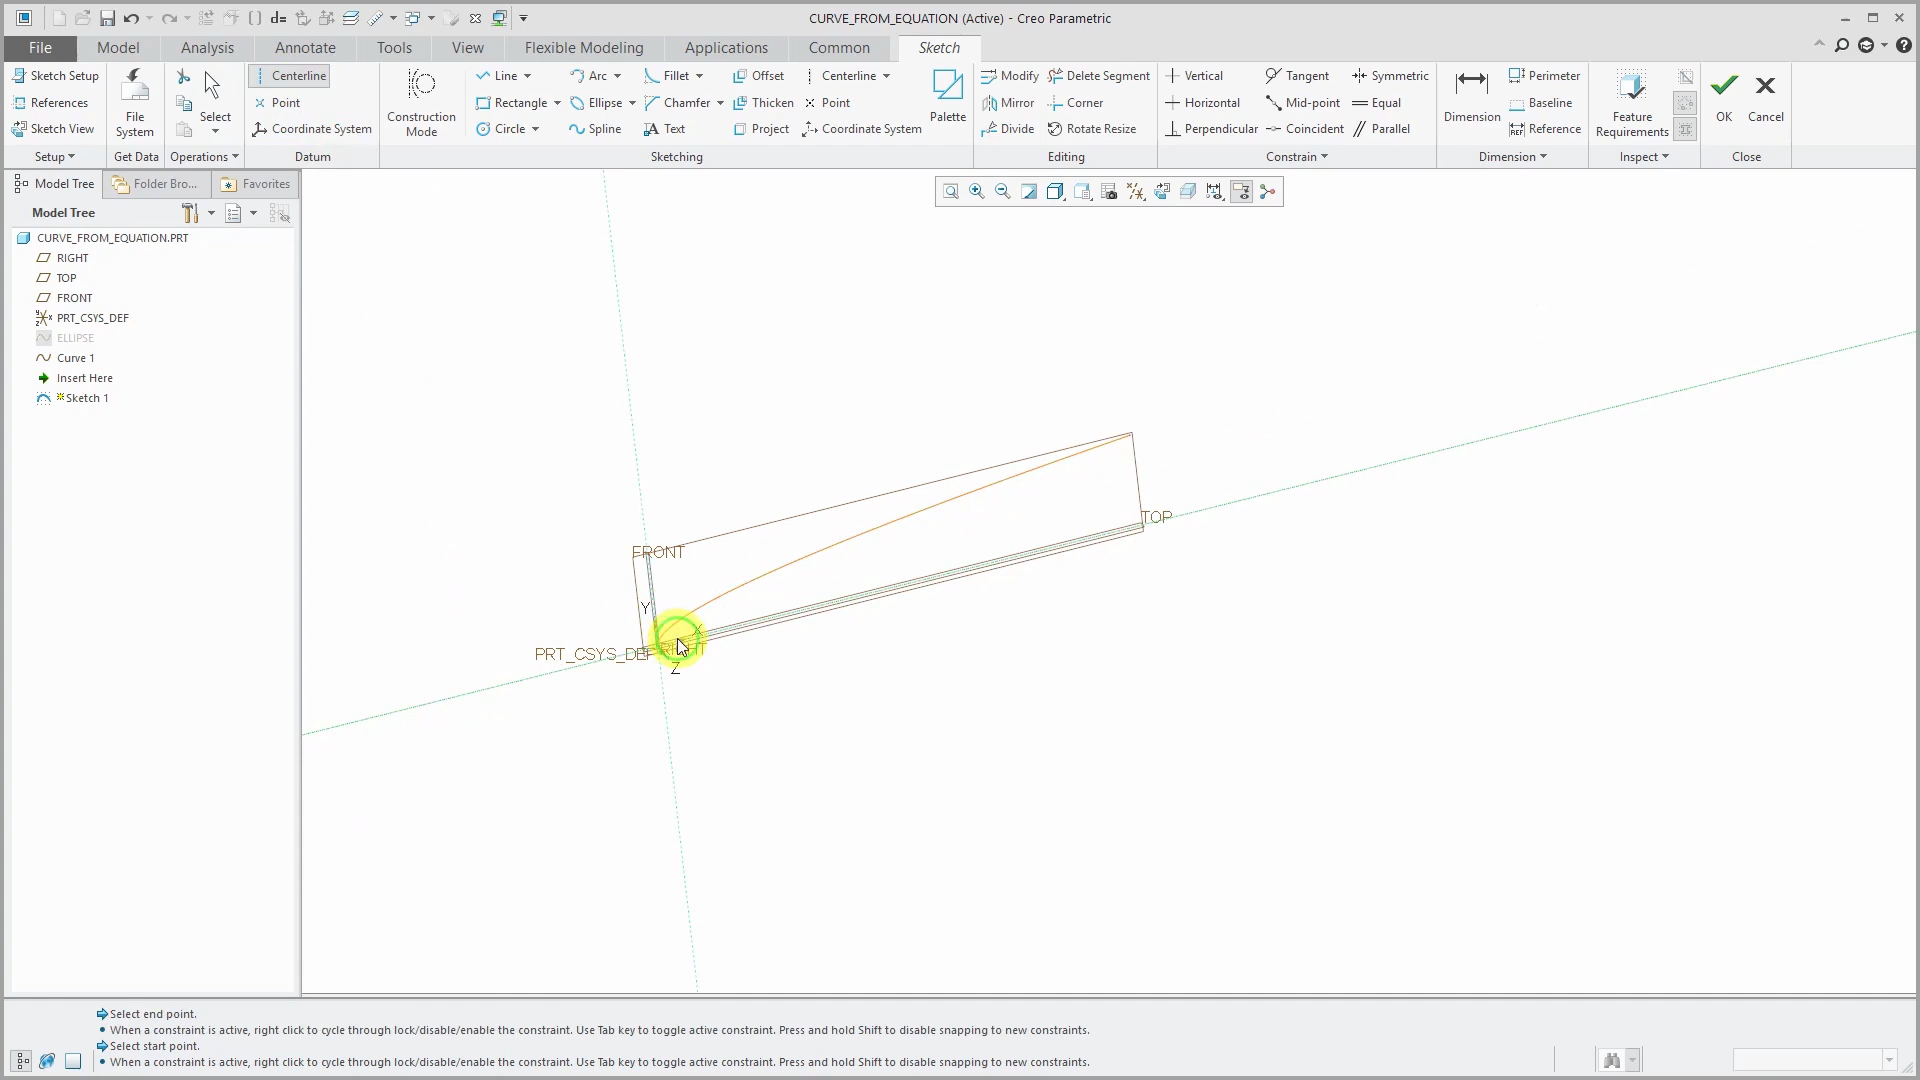 CURVE_FROM_EQUATION (Active) - Creo Parametric
File Model Analysis Annotate Tools View Flexible Modeling Applications Common Sketch
Sketch Setup
References
Sketch View
Setup
File System
Get Data
Select
Operations
Centerline
Point
Coordinate System
Datum
Construction Mode
Line Arc Fillet Offset Centerline
Rectangle Ellipse Chamfer Thicken Point
Circle Spline Text Project Coordinate System
Palette
Sketching
Modify Delete Segment
Mirror Corner
Divide Rotate Resize
Editing
Vertical Tangent Symmetric
Horizontal Mid-point Equal
Perpendicular Coincident Parallel
Constrain
Dimension
Perimeter
Baseline
Reference
Dimension
Feature Requirements
Inspect
OK
Cancel
Close
Model Tree Folder Bro... Favorites
Model Tree
CURVE_FROM_EQUATION.PRT
RIGHT
TOP
FRONT
PRT_CSYS_DEF
ELLIPSE
Curve 1
Insert Here
Sketch 1
TOP
FRONT
Y
X
PRT_CSYS_DEF
Z
Select end point.
When a constraint is active, right click to cycle through lock/disable/enable the constraint. Use Tab key to toggle active constraint. Press and hold Shift to disable snapping to new constraints.
Select start point.
When a constraint is active, right click to cycle through lock/disable/enable the constraint. Use Tab key to toggle active constraint. Press and hold Shift to disable snapping to new constraints.